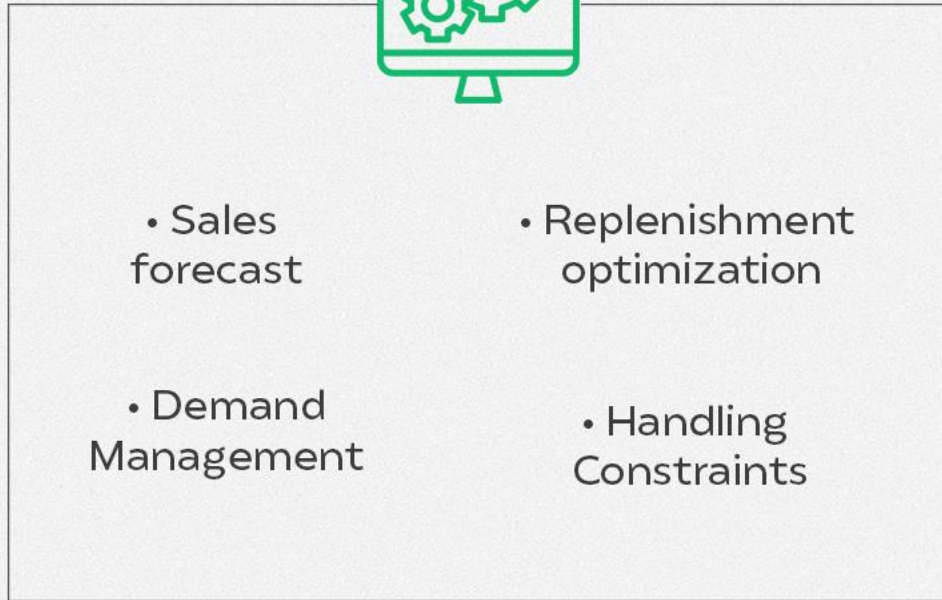 • Sales
forecast
• Replenishment
optimization
• Demand
Management
• Handling
Constraints